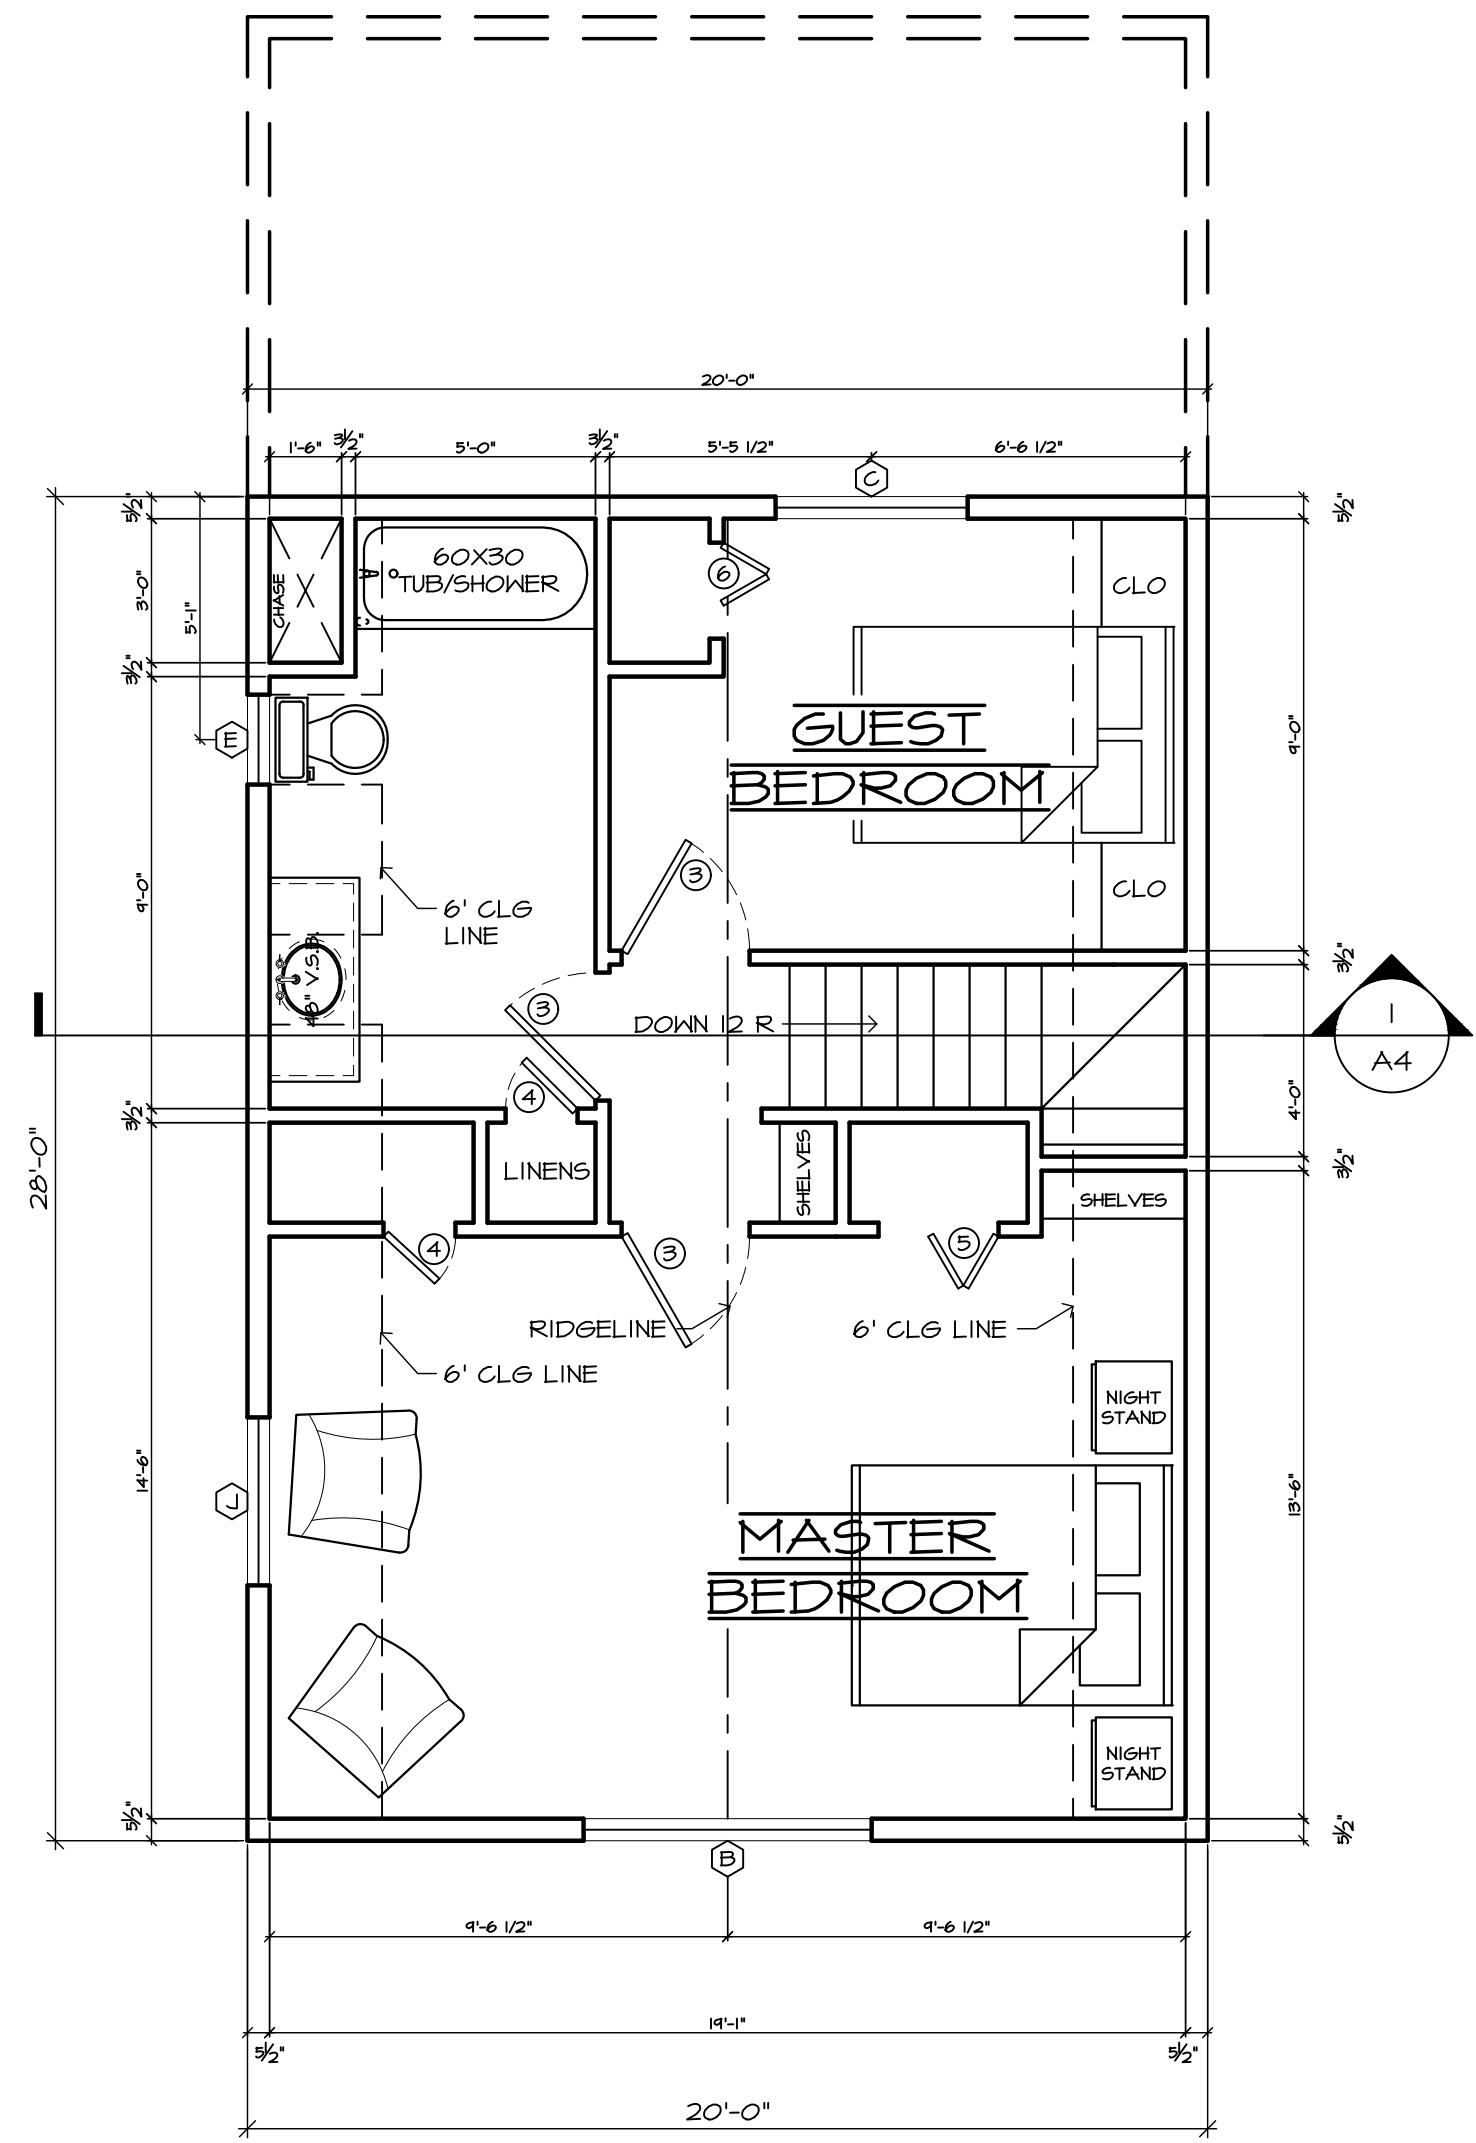 20'-0"
1'-6"
3½"
5'-0"
3½"
5'-5 1/2"
6'-6 1/2"
C
5½"
5½"
3'-0"
5'-1"
CHASE
60X30
TUB/SHOWER
6
CLO
3½"
E
GUEST
BEDROOM
9'-0"
3
CLO
9'-0"
6' CLG
LINE
48" V.S.B.
3½"
3
DOWN 12 R
1
A4
4
4'-0"
3½"
28'-0"
LINENS
SHELVES
3½"
SHELVES
4
3
5
RIDGELINE
6' CLG LINE
6' CLG LINE
NIGHT
STAND
14'-6"
L
13'-6"
MASTER
BEDROOM
NIGHT
STAND
5½"
5½"
B
9'-6 1/2"
9'-6 1/2"
19'-1"
5½"
5½"
20'-0"